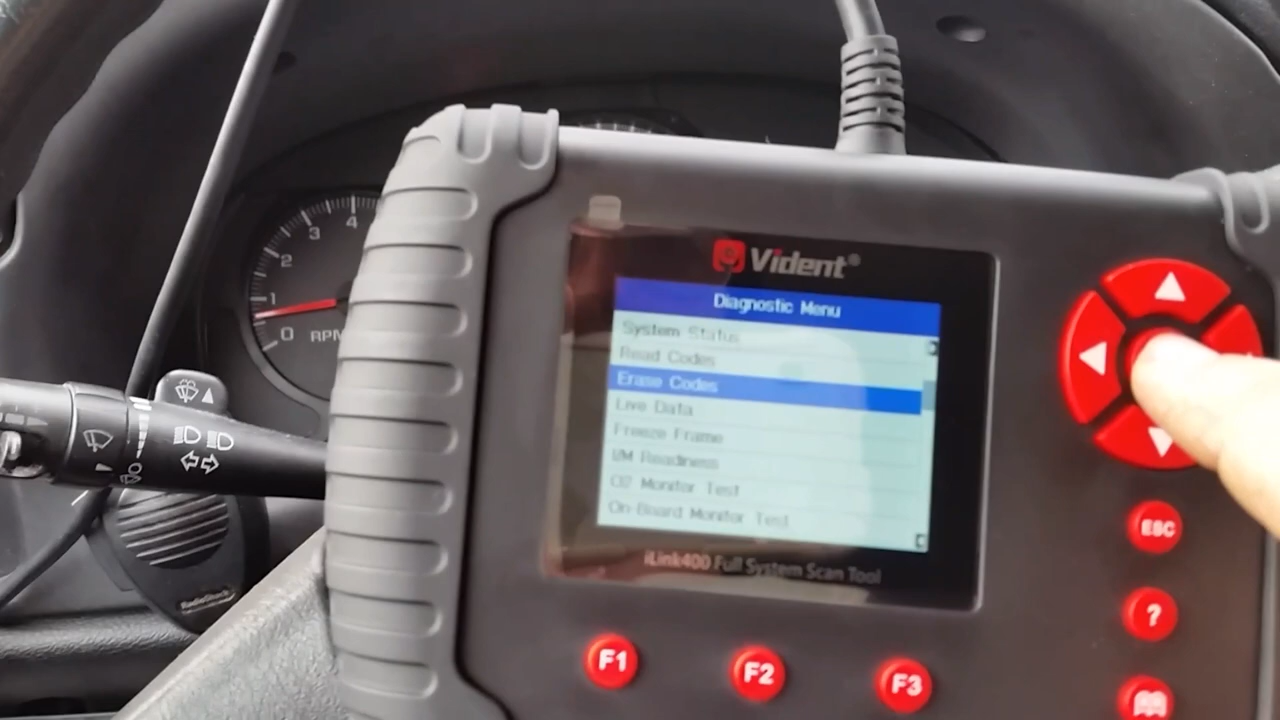 4
3
2
1
0
RPM
Vident®
Diagnostic Menu
System Status
Read Codes
Erase Codes
Live Data
Freeze Frame
I/M Readiness
O2 Monitor Test
On-Board Monitor Test
iLink400 Full System Scan Tool
ESC
?
F1
F2
F3
RadioShack